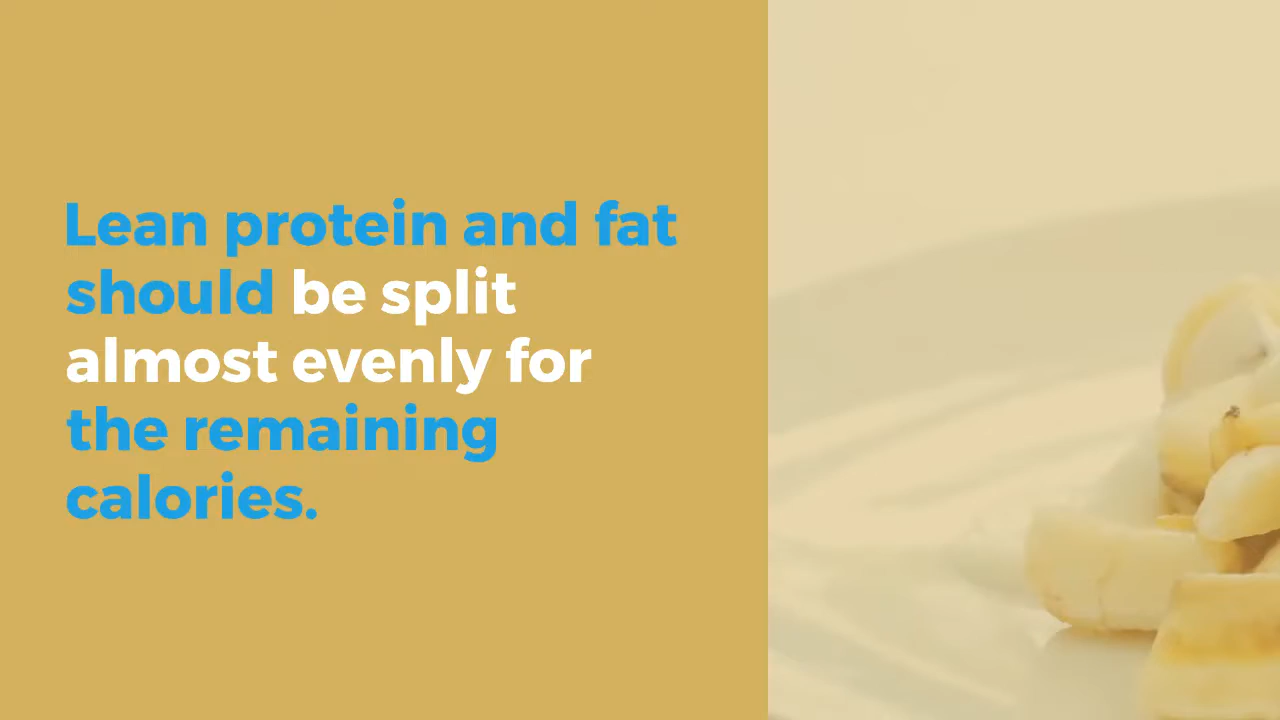 Lean protein and fat
should be split
almost evenly for
the remaining
calories.